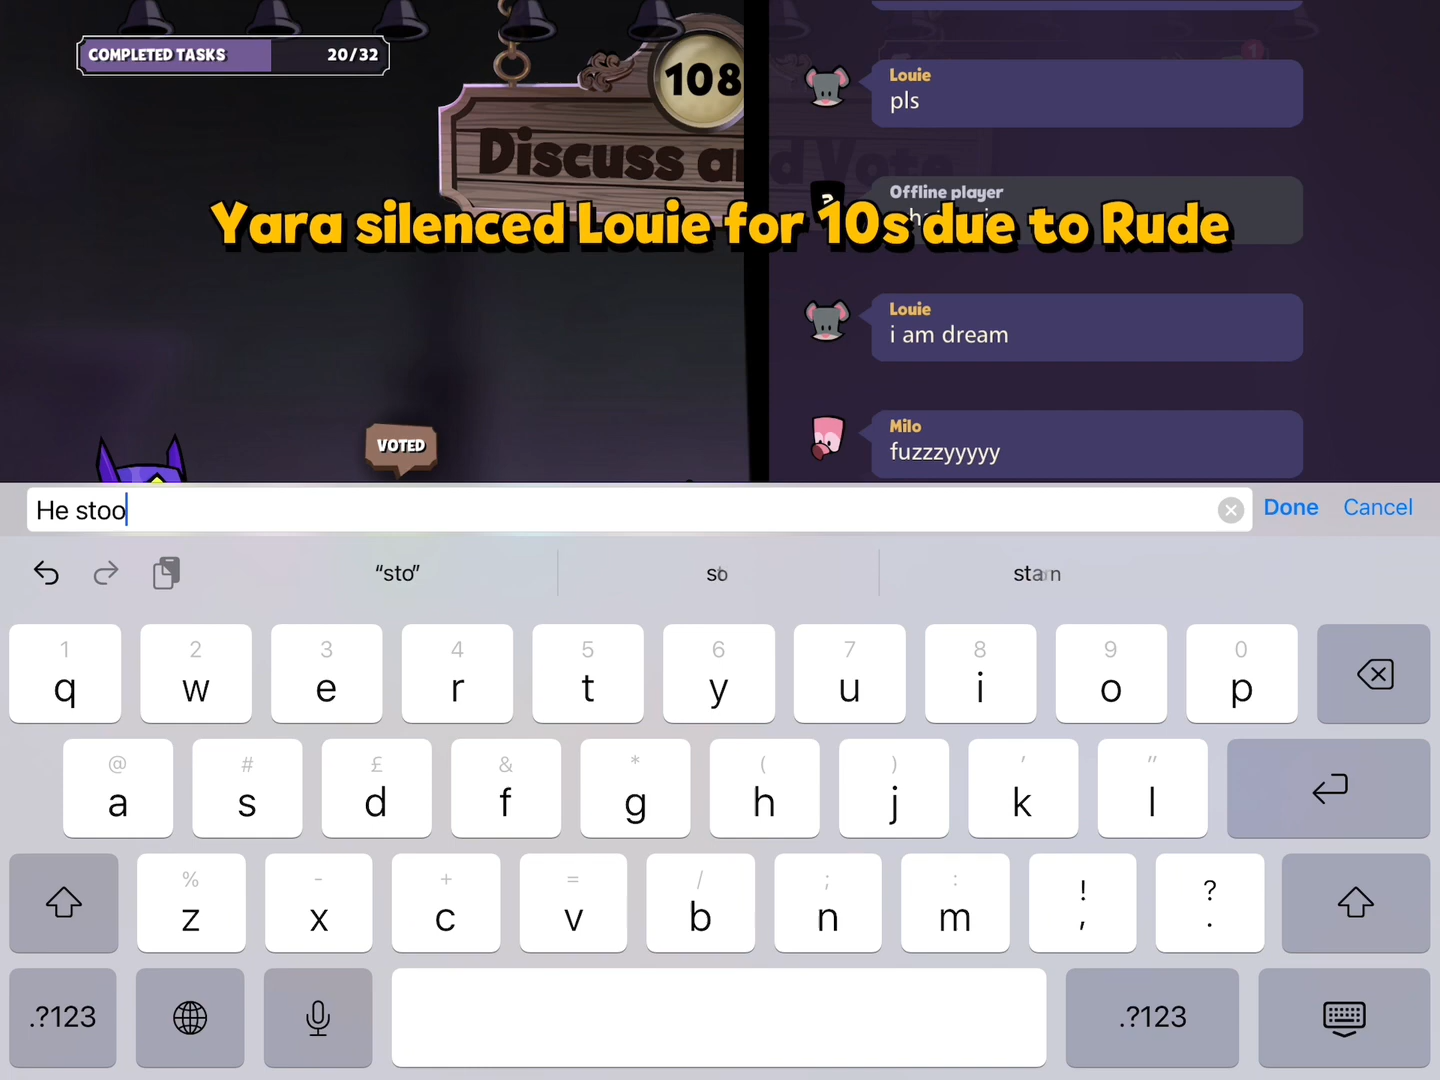 COMPLETED TASKS 20/32
108
Discuss and Vote
Louie
pls
Offline player
Yara silenced Louie for 10s due to Rude
Louie
i am dream
Milo
fuzzzyyyyy
VOTED
He stoo
Done Cancel
“sto”
1 2 3 4 5 6 7 8 9 0
q w e r t y u i o p
@ # £ & * ( ) ' "
a s d f g h j k l
% - + = / ; : ! ?
z x c v b n m , .
.?123 .?123